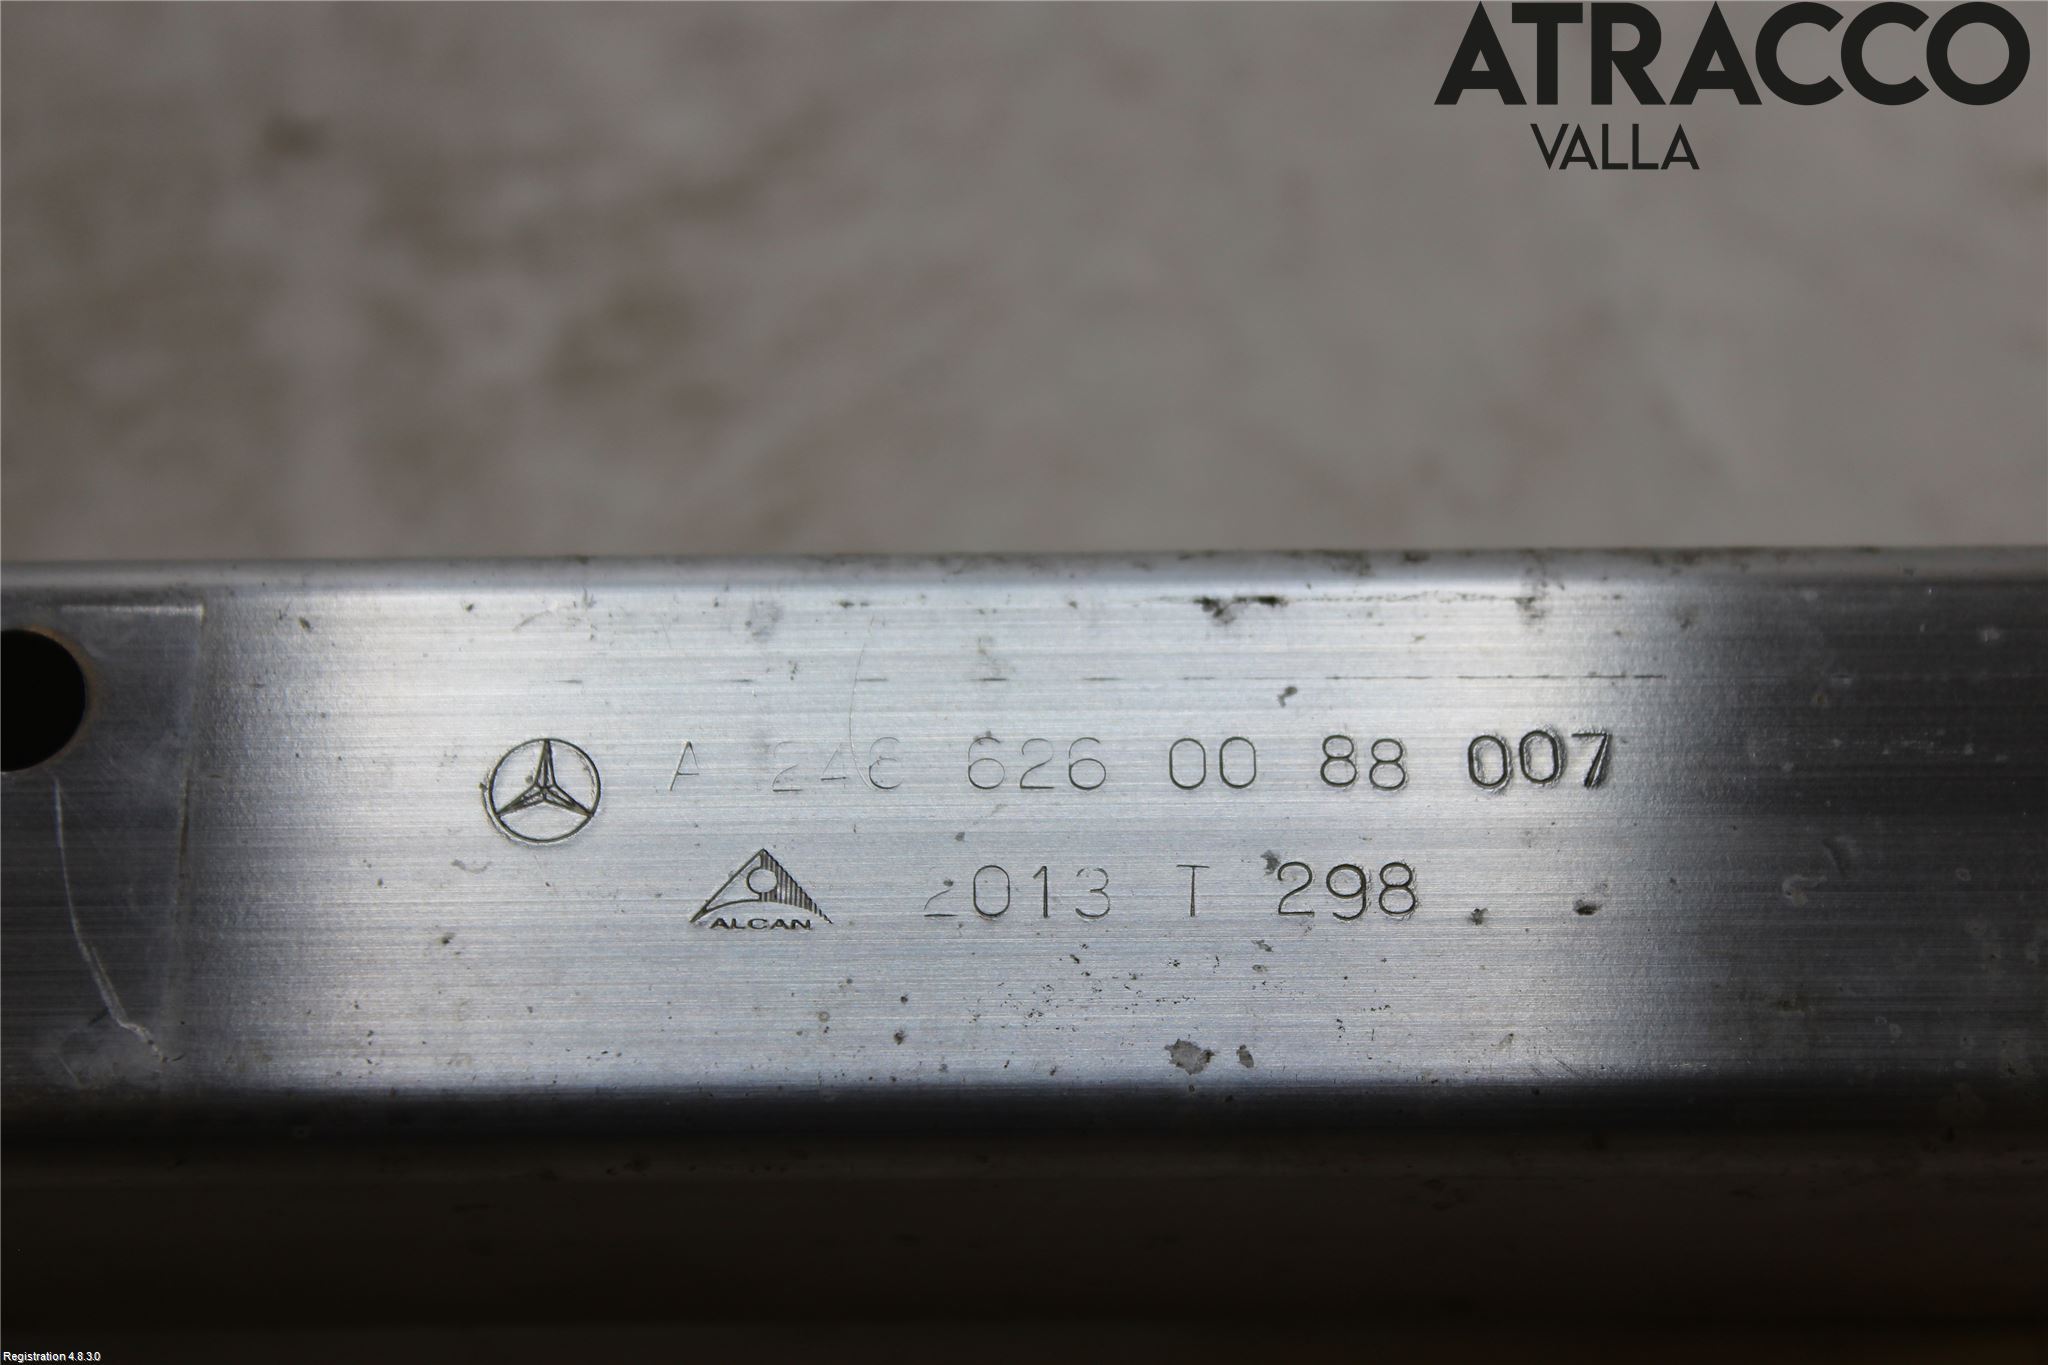 ATRACCO
VALLA
A 246 626 00 88 007
ALCAN 2013 T 298
Registration 4.8.3.0